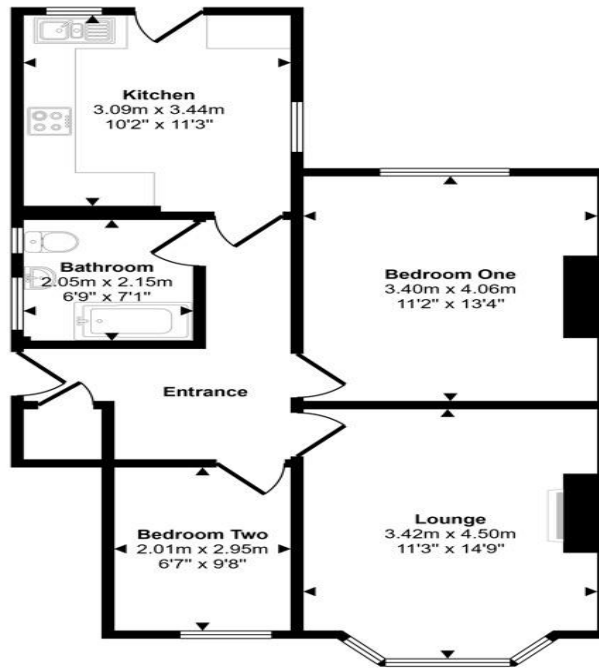 Kitchen
3.09m x 3.44m
10'2" x 11'3"
Bathroom
2.05m x 2.15m
6'9" x 7'1"
Bedroom One
3.40m x 4.06m
11'2" x 13'4"
Entrance
Lounge
3.42m x 4.50m
11'3" x 14'9"
Bedroom Two
2.01m x 2.95m
6'7" x 9'8"